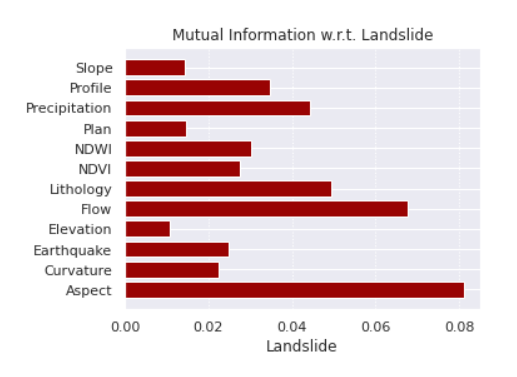 Mutual Information w.r.t. Landslide
Slope
Profile
Precipitation
Plan
NDWI
NDVI
Lithology
Flow
Elevation
Earthquake
Curvature
Aspect
0.00 0.02 0.04 0.06 0.08
Landslide